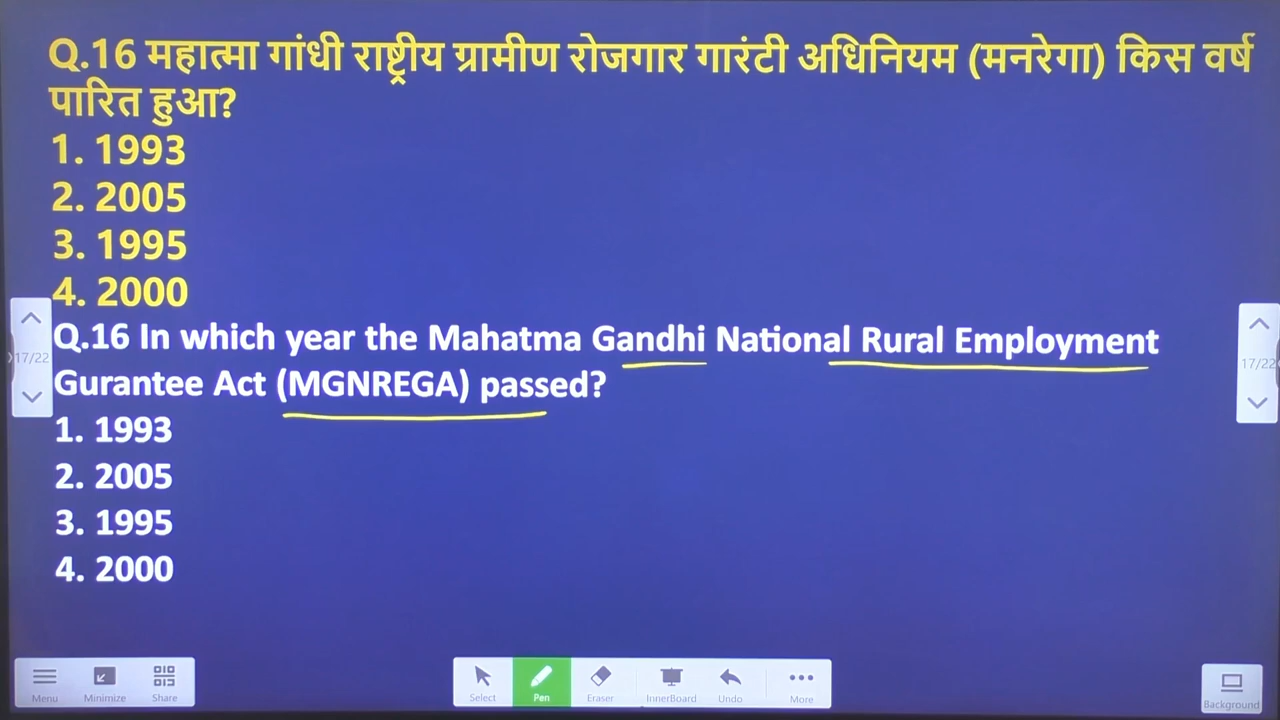 Q.16 महात्मा गांधी राष्ट्रीय ग्रामीण रोजगार गारंटी अधिनियम (मनरेगा) किस वर्ष
पारित हुआ?
1. 1993
2. 2005
3. 1995
4. 2000
Q.16 In which year the Mahatma Gandhi National Rural Employment
Gurantee Act (MGNREGA) passed?
1. 1993
2. 2005
3. 1995
4. 2000
17/22
17/22
Menu Minimize Share Select Pen Eraser InnerBoard Undo More Background